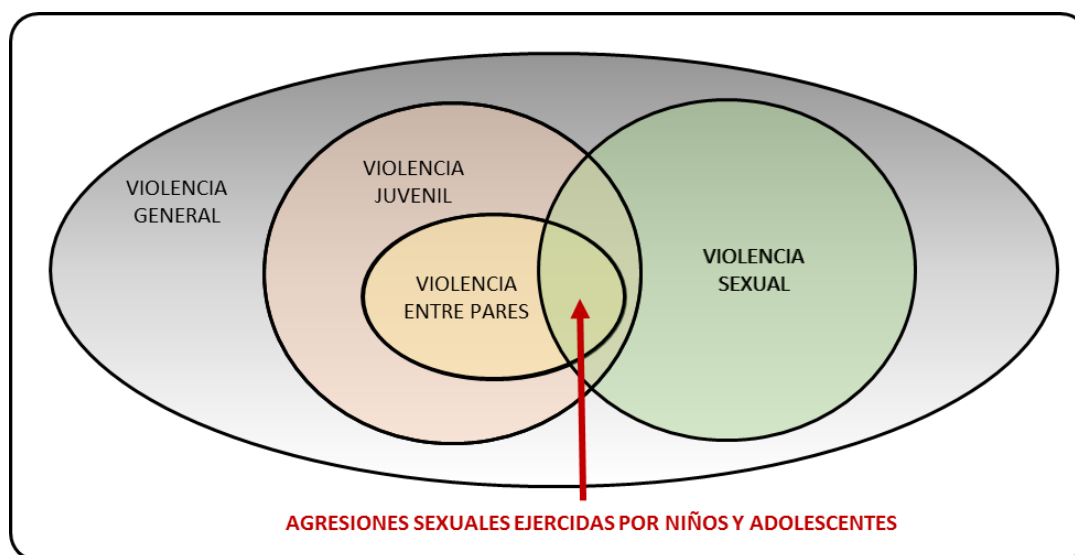 VIOLENCIA
JUVENIL
VIOLENCIA
GENERAL
VIOLENCIA
SEXUAL
VIOLENCIA
ENTRE PARES
AGRESIONES SEXUALES EJERCIDAS POR NIÑOS Y ADOLESCENTES